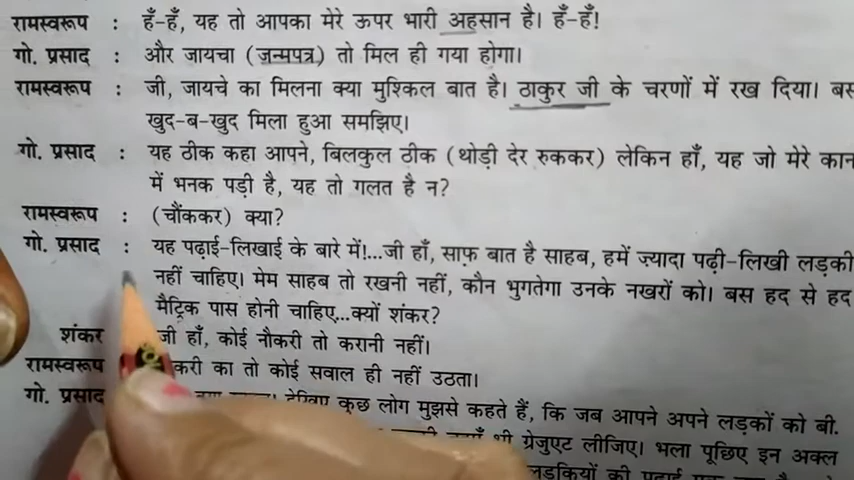 रामस्वरूप : हँ-हँ, यह तो आपका मेरे ऊपर भारी अहसान है। हँ-हँ!
गो. प्रसाद : और जायचा (जन्मपत्र) तो मिल ही गया होगा।
रामस्वरूप : जी, जायचे का मिलना क्या मुश्किल बात है। ठाकुर जी के चरणों में रख दिया। बस
खुद-ब-खुद मिला हुआ समझिए।
गो. प्रसाद : यह ठीक कहा आपने, बिलकुल ठीक (थोड़ी देर रुककर) लेकिन हाँ, यह जो मेरे कान
में भनक पड़ी है, यह तो गलत है न?
रामस्वरूप : (चौंककर) क्या?
गो. प्रसाद : यह पढ़ाई-लिखाई के बारे में!...जी हाँ, साफ़ बात है साहब, हमें ज़्यादा पढ़ी-लिखी लड़की
नहीं चाहिए। मेम साहब तो रखनी नहीं, कौन भुगतेगा उनके नखरों को। बस हद से हद
मैट्रिक पास होनी चाहिए...क्यों शंकर?
शंकर जी हाँ, कोई नौकरी तो करानी नहीं।
रामस्वरूप करी का तो कोई सवाल ही नहीं उठता।
गो. प्रसाद देखिए कुछ लोग मुझसे कहते हैं, कि जब आपने अपने लड़कों को बी.
भी ग्रेजुएट लीजिए। भला पूछिए इन अक्ल
लड़कियों की पढ़ाई